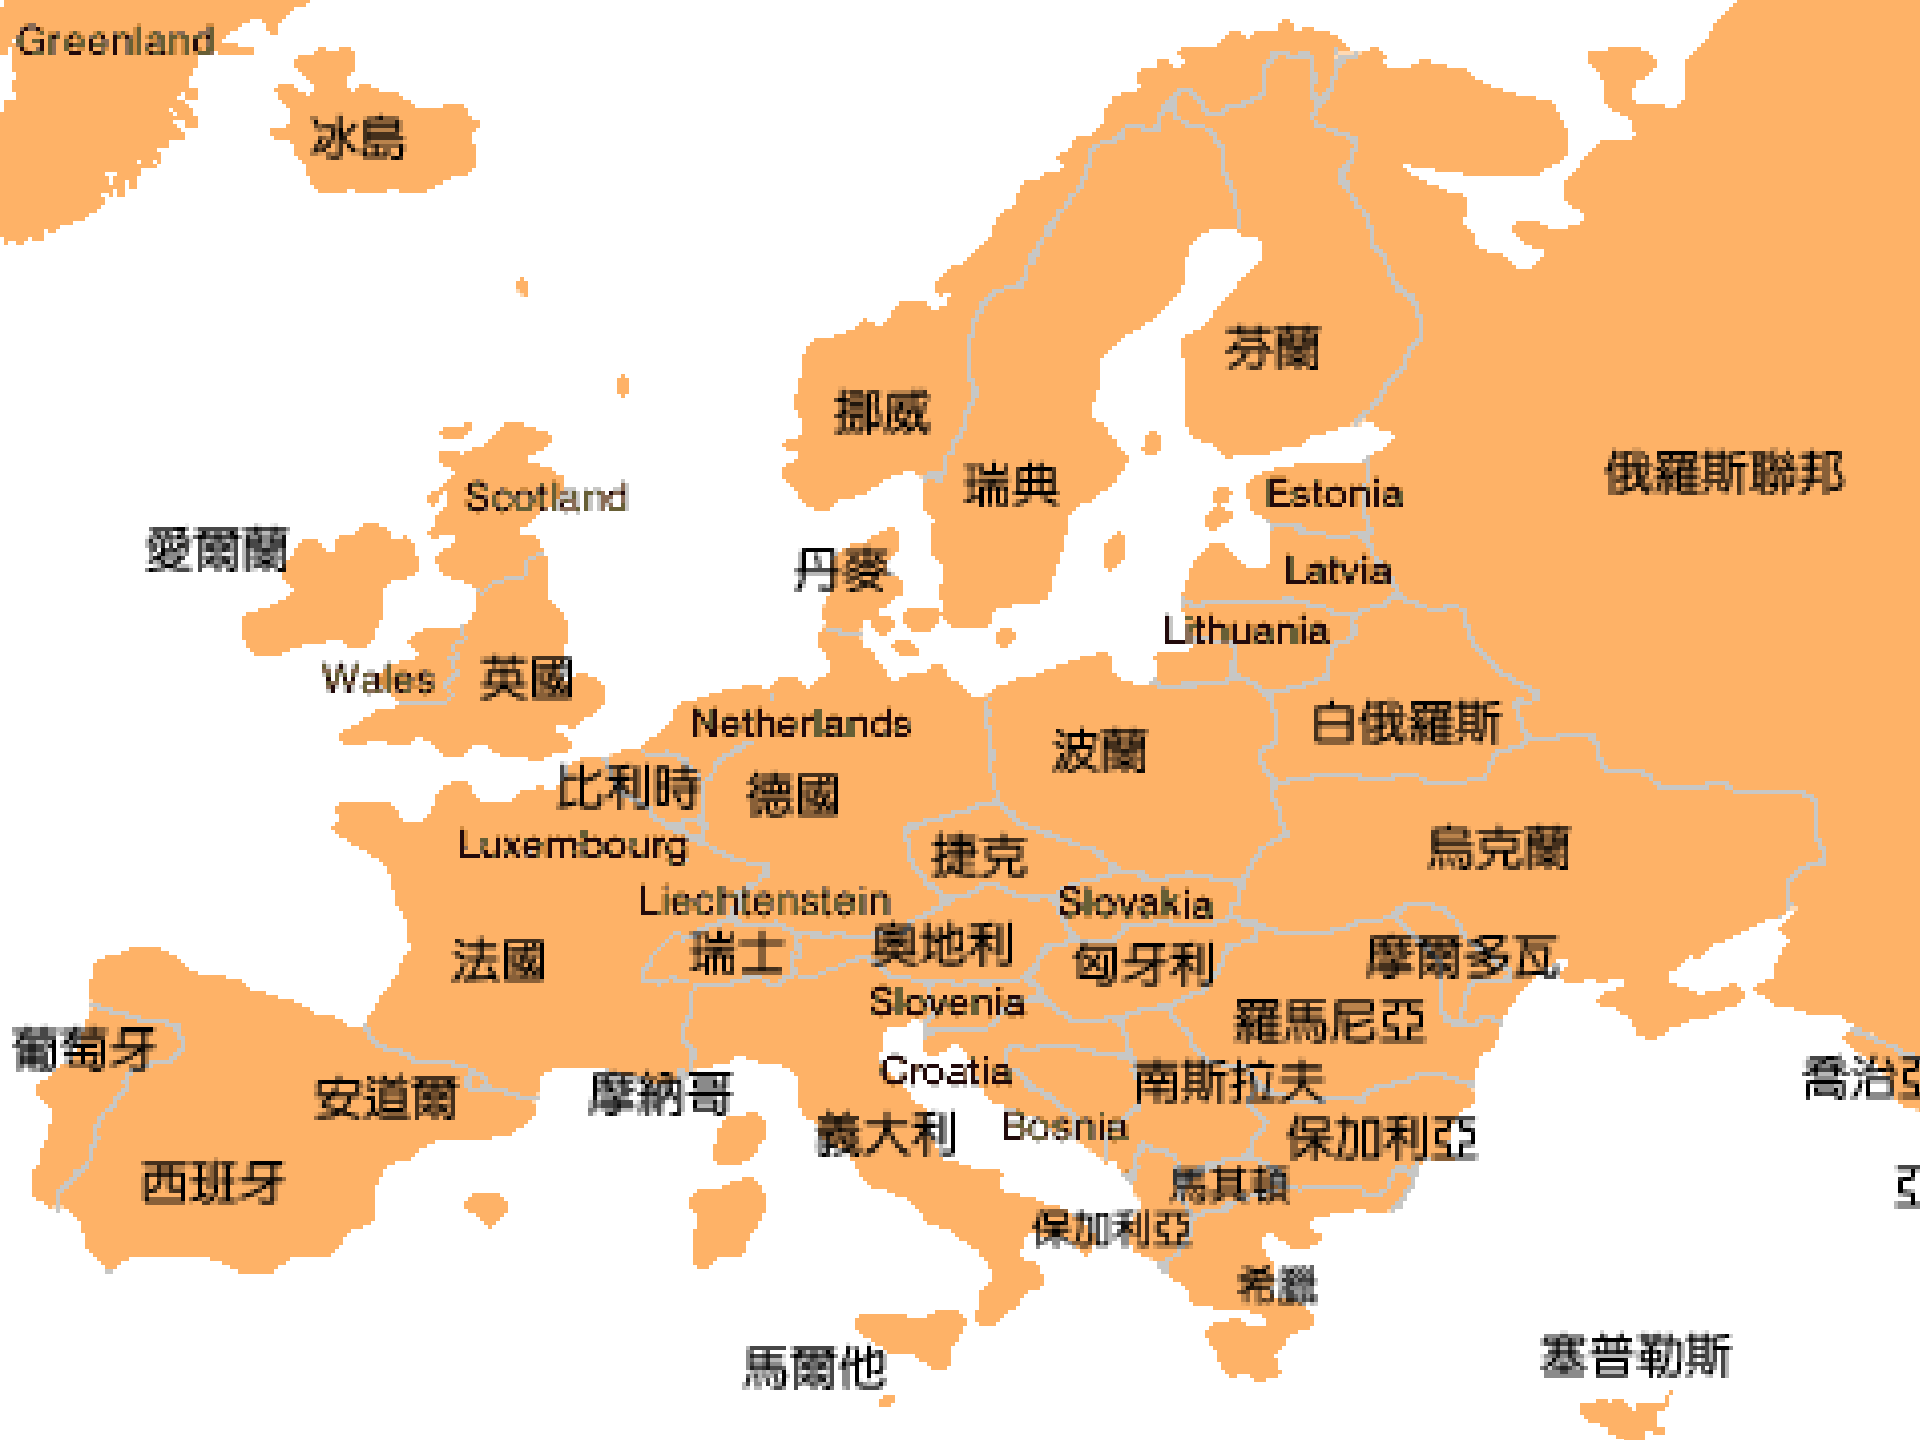 Greenland
冰島
芬蘭
挪威
俄羅斯聯邦
瑞典
Scotland
Estonia
愛爾蘭
丹麥
Latvia
Lithuania
Wales
英國
Netherlands
白俄羅斯
波蘭
比利時
德國
Luxembourg
捷克
烏克蘭
Liechtenstein
Slovakia
法國
瑞士
奧地利
匈牙利
摩爾多瓦
Slovenia
羅馬尼亞
葡萄牙
Croatia
南斯拉夫
喬治亞
安道爾
摩納哥
義大利
Bosnia
保加利亞
西班牙
馬其頓
亞
保加利亞
希臘
馬爾他
塞普勒斯